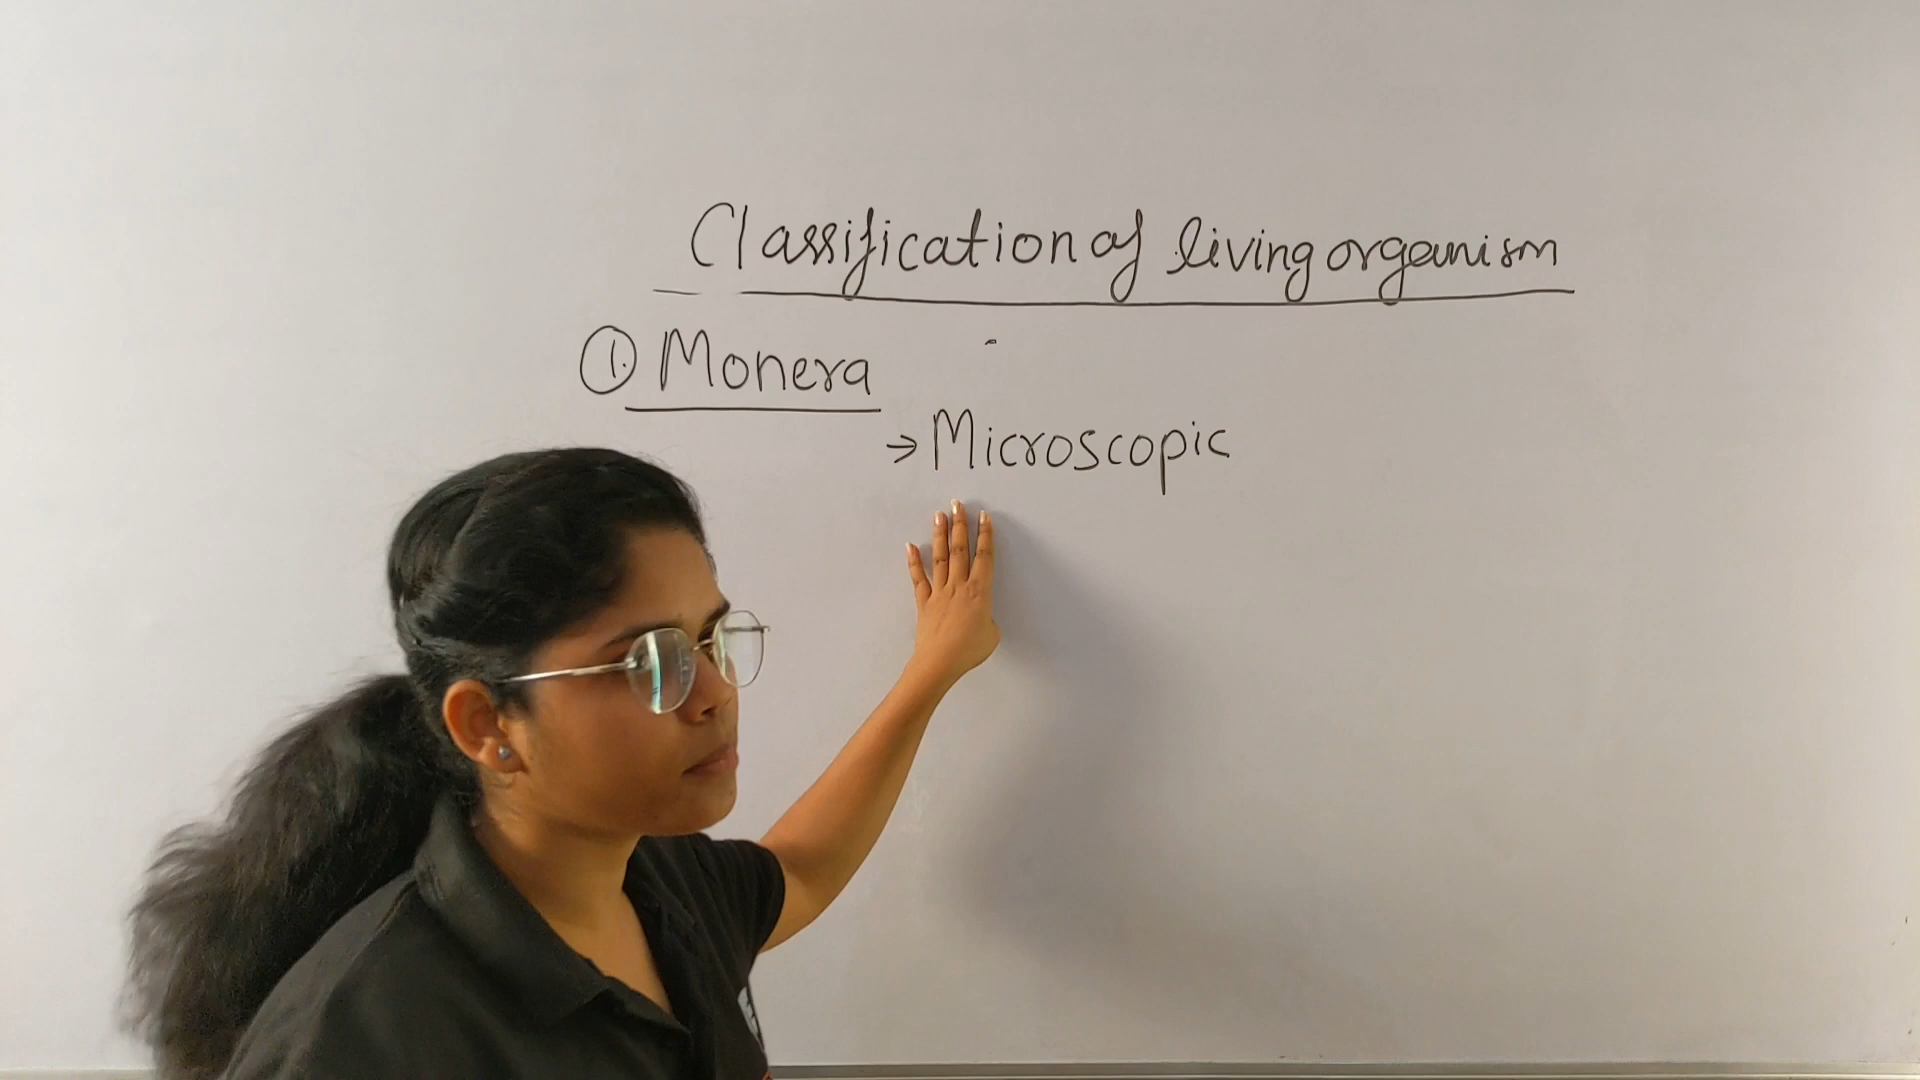 Classification of living organism
1. Monera
→ Microscopic